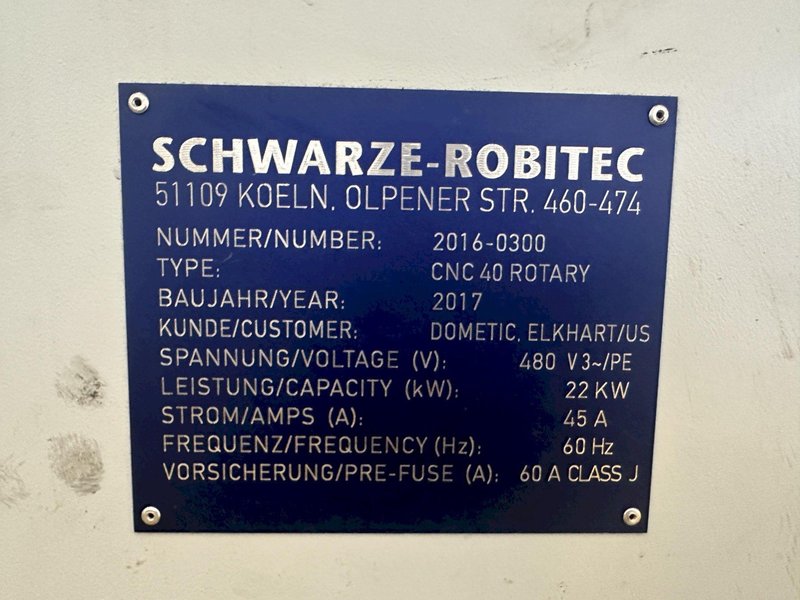 SCHWARZE-ROBITEC
51109 KOELN, OLPENER STR. 460-474
NUMMER/NUMBER: 2016-0300
TYPE: CNC 40 ROTARY
BAUJAHR/YEAR: 2017
KUNDE/CUSTOMER: DOMETIC, ELKHART/US
SPANNUNG/VOLTAGE (V): 480 V 3~/PE
LEISTUNG/CAPACITY (kW): 22 KW
STROM/AMPS (A): 45 A
FREQUENZ/FREQUENCY (Hz): 60 Hz
VORSICHERUNG/PRE-FUSE (A): 60 A CLASS J